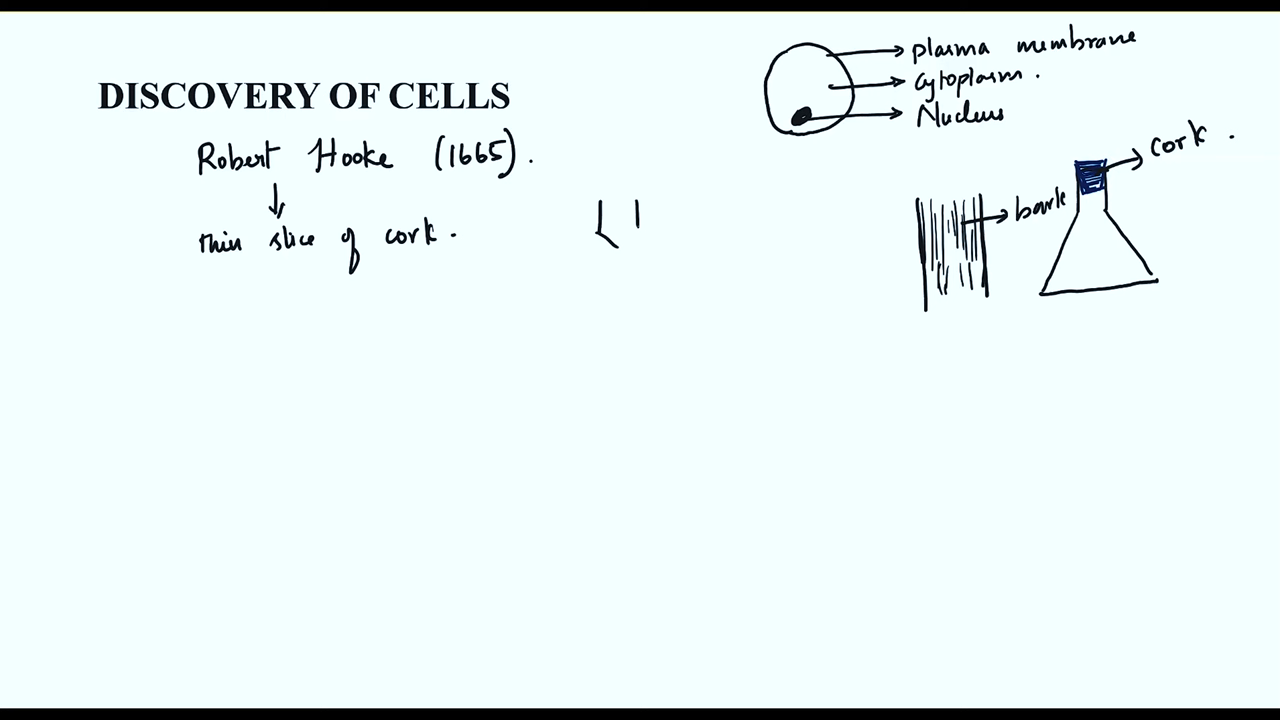 DISCOVERY OF CELLS
Robert Hooke (1665).
thin slice of cork.
plasma membrane
cytoplasm.
Nucleus
bark
cork.